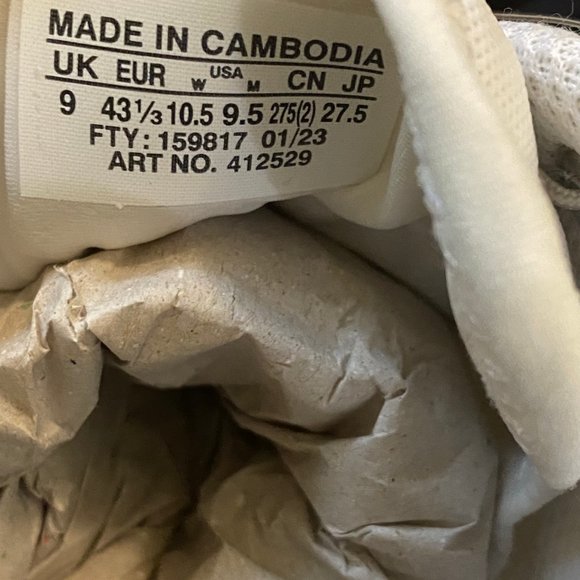 MADE IN CAMBODIA
UK EUR W USA M CN JP
9 43⅓ 10.5 9.5 275(2) 27.5
FTY: 159817 01/23
ART NO. 412529